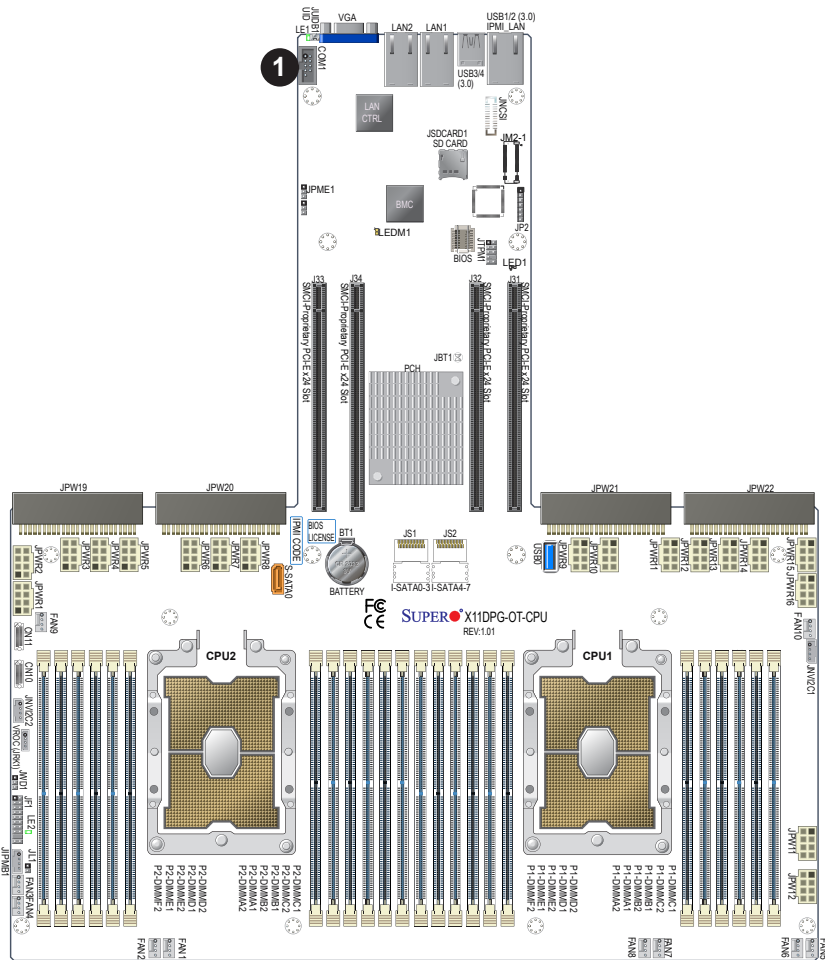 UID
JUIDB1
LE1
VGA
LAN2
LAN1
USB1/2 (3.0)
IPMI_LAN
1
COM1
USB3/4
(3.0)
LAN
CTRL
JNCSI
JSDCARD1
SD CARD
JM2-1
JPME1
BMC
LEDM1
BIOS
JTPM1
JP2
LED1
J33
J34
J32
J31
SMCI-Proprietary PCI-E x24 Slot
SMCI-Proprietary PCI-E x24 Slot
SMCI-Proprietary PCI-E x24 Slot
SMCI-Proprietary PCI-E x24 Slot
JBT1
PCH
JPW19
JPW20
JPW21
JPW22
IPMI CODE
BIOS
LICENSE
BT1
BATTERY
JS1
JS2
I-SATA0-3
I-SATA4-7
USB0
S-SATA0
JPWR2
JPWR3
JPWR4
JPWR5
JPWR6
JPWR7
JPWR8
JPWR9
JPWR10
JPWR11
JPWR12
JPWR13
JPWR14
JPWR15
JPWR16
JPWR1
FAN9
FAN10
CN11
CN10
JNVI2C1
JNVI2C2
VROC (JRK1)
JWD1
JF1
LE2
JL1
JIPMB1
FAN3
FAN4
FC
CE
SUPER X11DPG-OT-CPU
REV:1.01
CPU2
CPU1
P2-DIMMF2
P2-DIMME1
P2-DIMME2
P2-DIMMD1
P2-DIMMD2
P2-DIMMA2
P2-DIMMA1
P2-DIMMB2
P2-DIMMB1
P2-DIMMC2
P2-DIMMC1
P1-DIMMF2
P1-DIMME1
P1-DIMME2
P1-DIMMD1
P1-DIMMD2
P1-DIMMA2
P1-DIMMA1
P1-DIMMB2
P1-DIMMB1
P1-DIMMC2
P1-DIMMC1
JPW11
JPW12
FAN2
FAN1
FAN8
FAN7
FAN6
FAN5